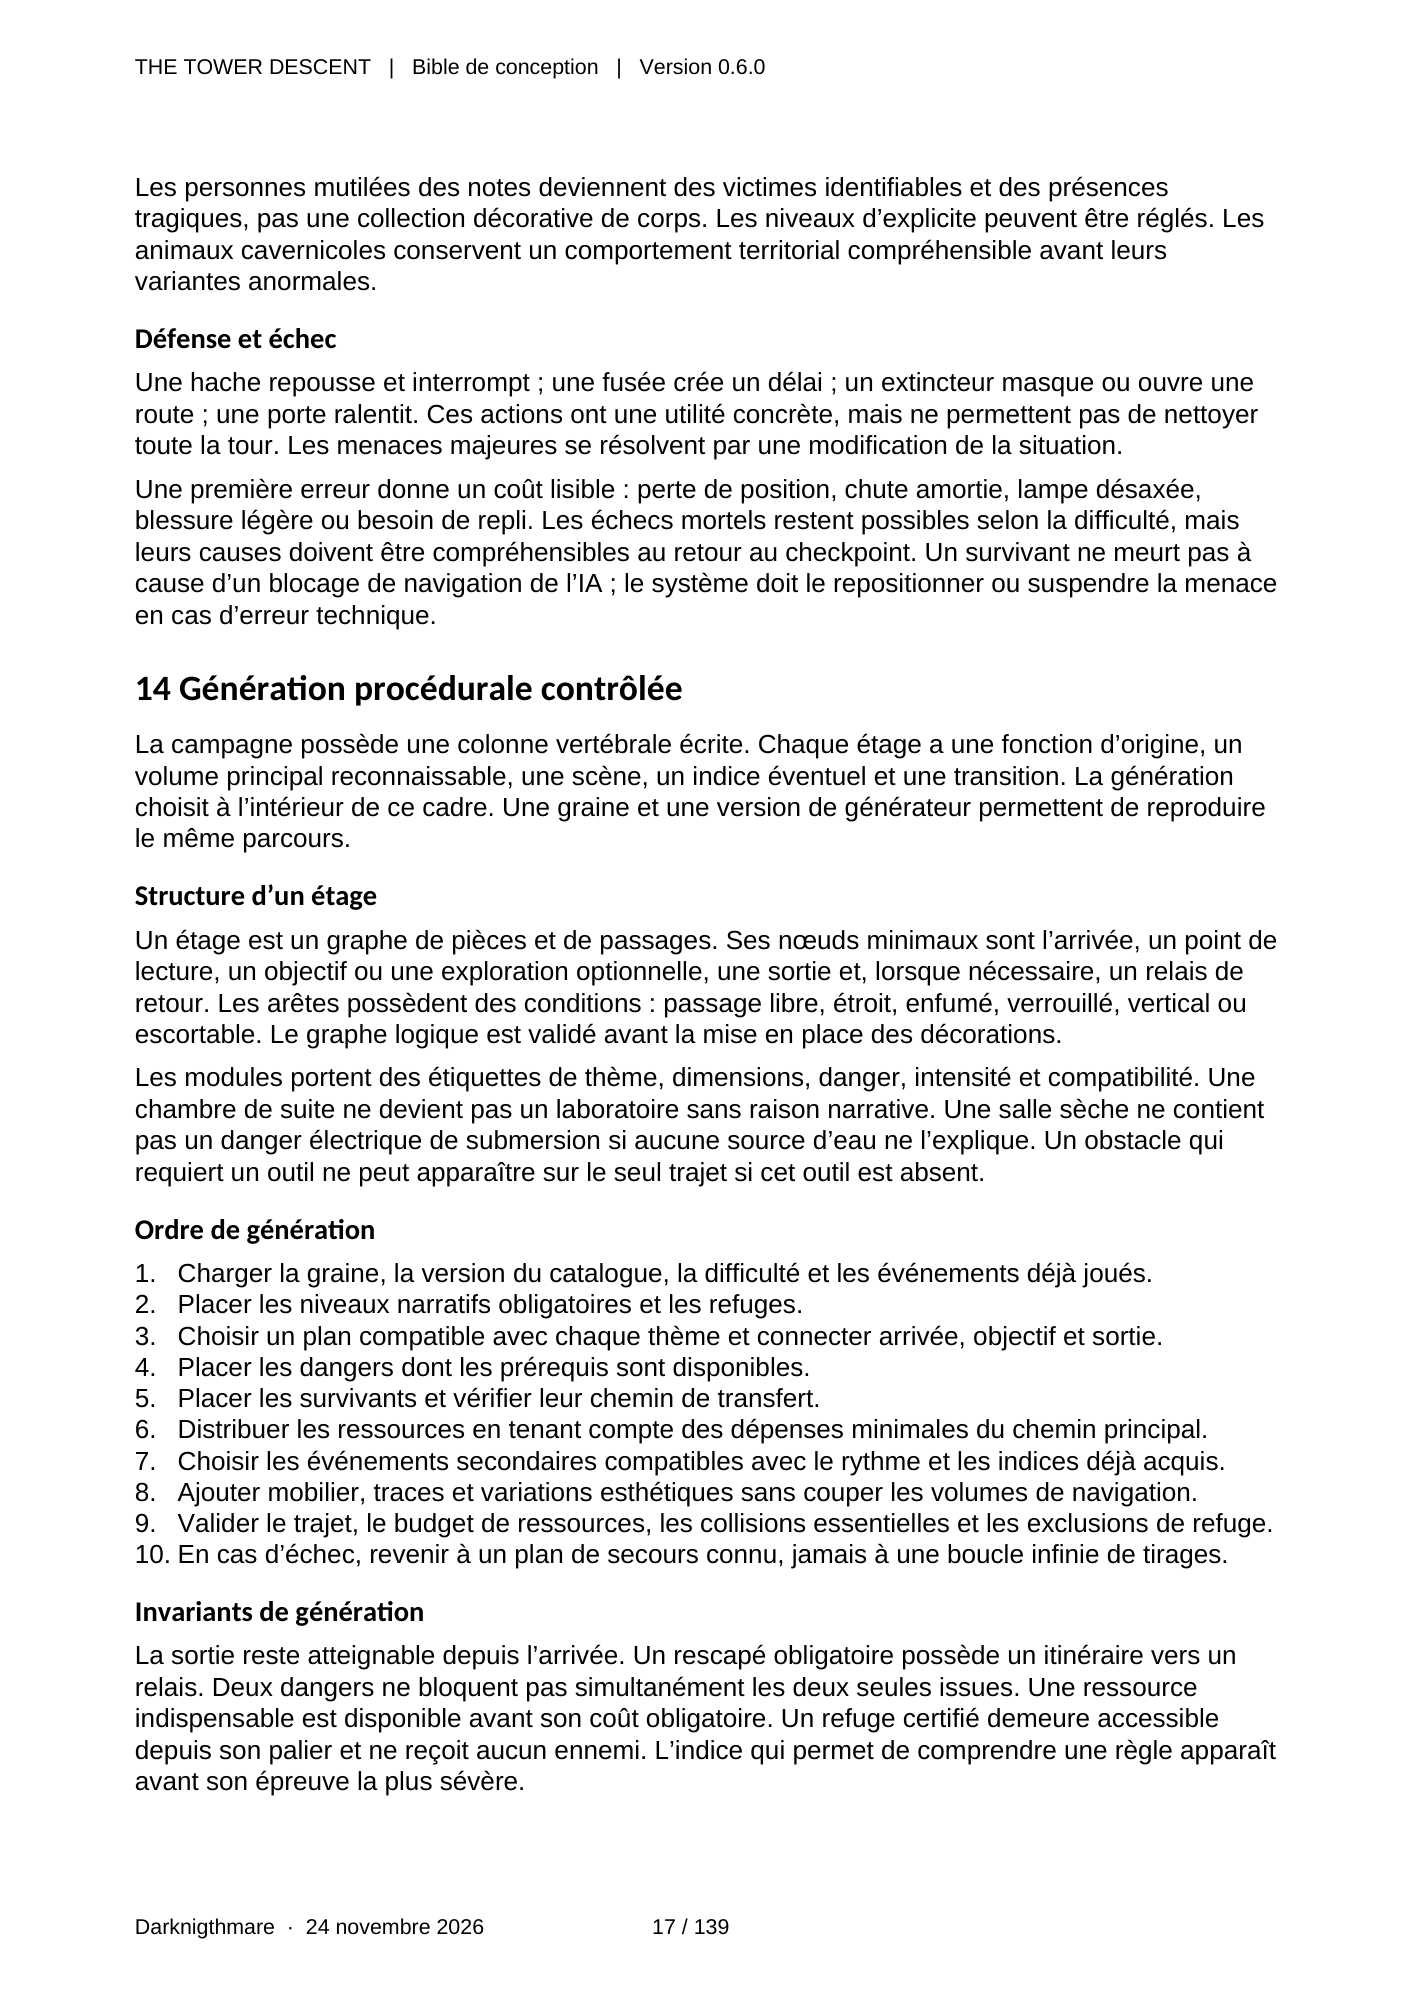 THE TOWER DESCENT | Bible de conception | Version 0.6.0
Les personnes mutilées des notes deviennent des victimes identifiables et des présences
tragiques, pas une collection décorative de corps. Les niveaux d’explicite peuvent être réglés. Les
animaux cavernicoles conservent un comportement territorial compréhensible avant leurs
variantes anormales.
Défense et échec
Une hache repousse et interrompt ; une fusée crée un délai ; un extincteur masque ou ouvre une
route ; une porte ralentit. Ces actions ont une utilité concrète, mais ne permettent pas de nettoyer
toute la tour. Les menaces majeures se résolvent par une modification de la situation.
Une première erreur donne un coût lisible : perte de position, chute amortie, lampe désaxée,
blessure légère ou besoin de repli. Les échecs mortels restent possibles selon la difficulté, mais
leurs causes doivent être compréhensibles au retour au checkpoint. Un survivant ne meurt pas à
cause d’un blocage de navigation de l’IA ; le système doit le repositionner ou suspendre la menace
en cas d’erreur technique.
14 Génération procédurale contrôlée
La campagne possède une colonne vertébrale écrite. Chaque étage a une fonction d’origine, un
volume principal reconnaissable, une scène, un indice éventuel et une transition. La génération
choisit à l’intérieur de ce cadre. Une graine et une version de générateur permettent de reproduire
le même parcours.
Structure d’un étage
Un étage est un graphe de pièces et de passages. Ses nœuds minimaux sont l’arrivée, un point de
lecture, un objectif ou une exploration optionnelle, une sortie et, lorsque nécessaire, un relais de
retour. Les arêtes possèdent des conditions : passage libre, étroit, enfumé, verrouillé, vertical ou
escortable. Le graphe logique est validé avant la mise en place des décorations.
Les modules portent des étiquettes de thème, dimensions, danger, intensité et compatibilité. Une
chambre de suite ne devient pas un laboratoire sans raison narrative. Une salle sèche ne contient
pas un danger électrique de submersion si aucune source d’eau ne l’explique. Un obstacle qui
requiert un outil ne peut apparaître sur le seul trajet si cet outil est absent.
Ordre de génération
1. Charger la graine, la version du catalogue, la difficulté et les événements déjà joués.
2. Placer les niveaux narratifs obligatoires et les refuges.
3. Choisir un plan compatible avec chaque thème et connecter arrivée, objectif et sortie.
4. Placer les dangers dont les prérequis sont disponibles.
5. Placer les survivants et vérifier leur chemin de transfert.
6. Distribuer les ressources en tenant compte des dépenses minimales du chemin principal.
7. Choisir les événements secondaires compatibles avec le rythme et les indices déjà acquis.
8. Ajouter mobilier, traces et variations esthétiques sans couper les volumes de navigation.
9. Valider le trajet, le budget de ressources, les collisions essentielles et les exclusions de refuge.
10. En cas d’échec, revenir à un plan de secours connu, jamais à une boucle infinie de tirages.
Invariants de génération
La sortie reste atteignable depuis l’arrivée. Un rescapé obligatoire possède un itinéraire vers un
relais. Deux dangers ne bloquent pas simultanément les deux seules issues. Une ressource
indispensable est disponible avant son coût obligatoire. Un refuge certifié demeure accessible
depuis son palier et ne reçoit aucun ennemi. L’indice qui permet de comprendre une règle apparaît
avant son épreuve la plus sévère.
Darknigthmare · 24 novembre 2026 17 / 139